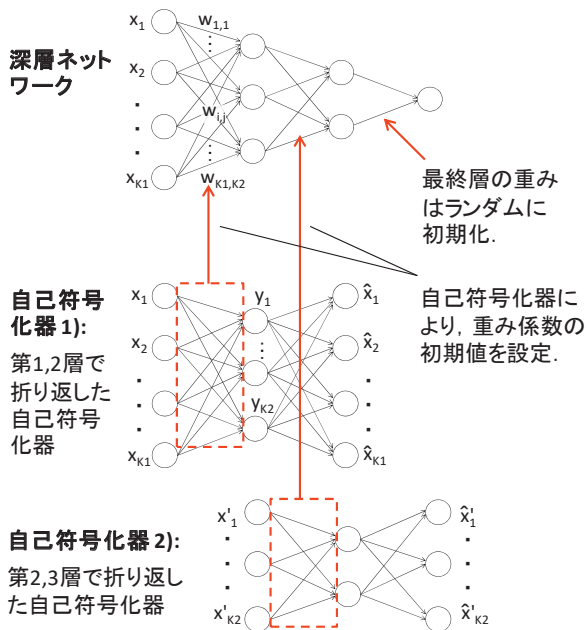 深層ネット
ワーク
x1
x2
xK1
w1,1
wi,j
wK1,K2
最終層の重み
はランダムに
初期化.
自己符号
化器 1):
第1,2層で
折り返した
自己符号
化器
x1
x2
xK1
y1
yK2
x̂1
x̂2
x̂K1
自己符号化器に
より, 重み係数の
初期値を設定.
自己符号化器 2):
第2,3層で折り返し
た自己符号化器
x'1
x'K2
x̂'1
x̂'K2